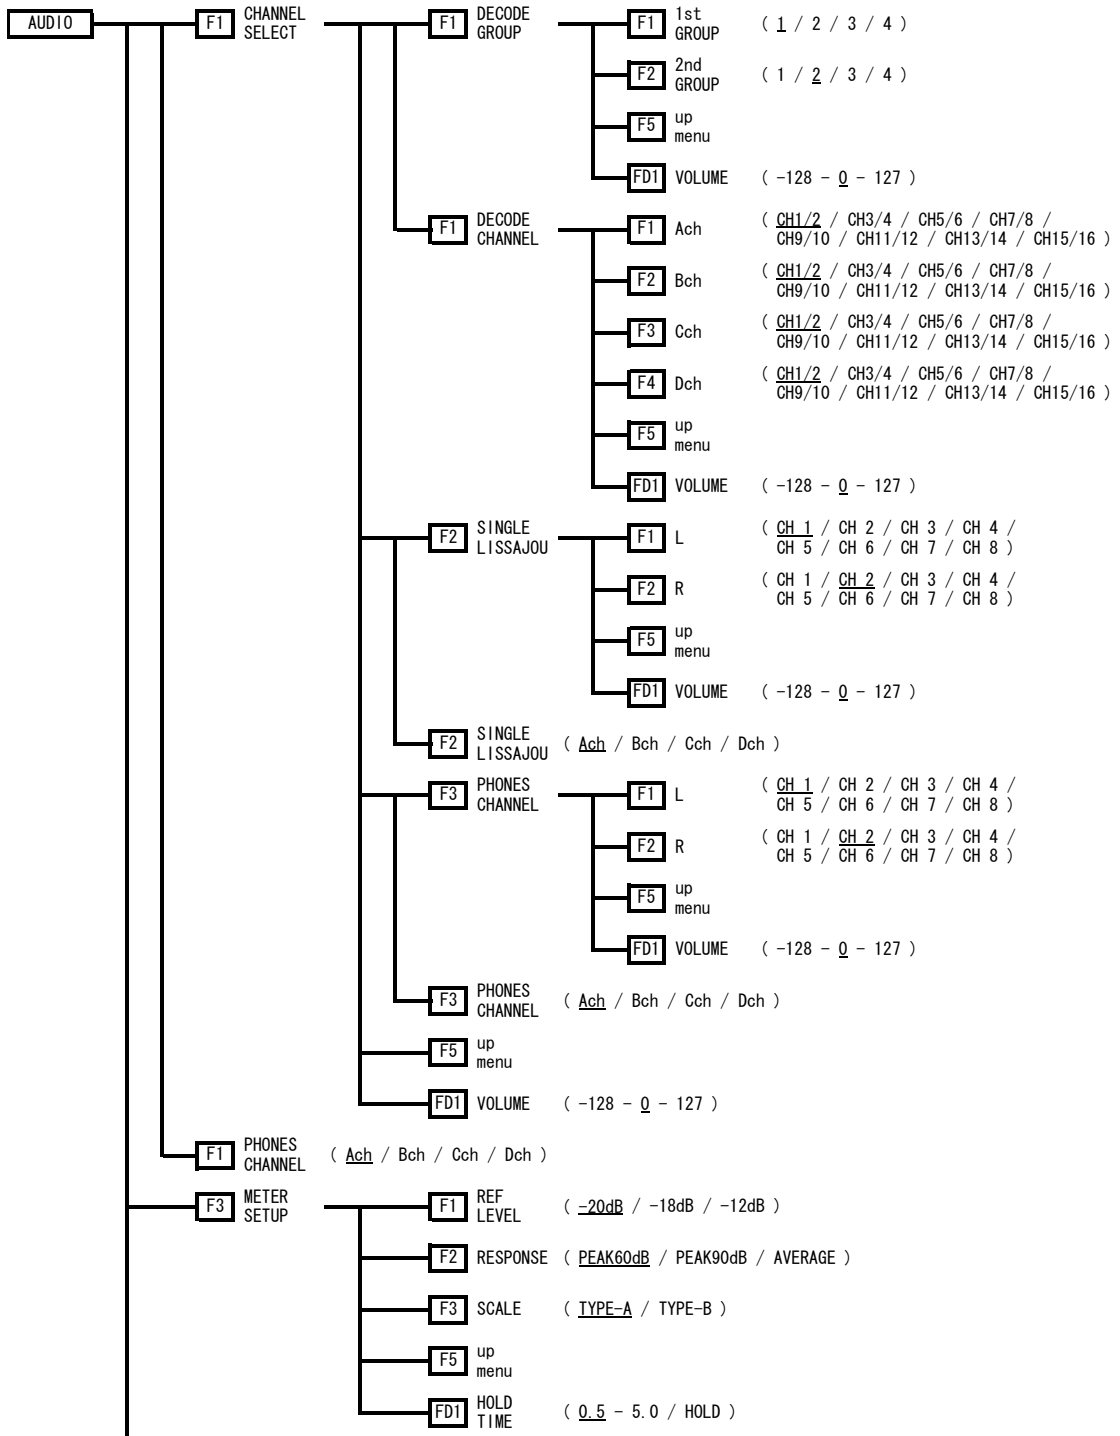 AUDIO F1 CHANNEL SELECT F1 DECODE GROUP F1 1st GROUP ( 1 / 2 / 3 / 4 )
F2 2nd GROUP ( 1 / 2 / 3 / 4 )
F5 up menu
FD1 VOLUME ( -128 - 0 - 127 )
F1 DECODE CHANNEL F1 Ach ( CH1/2 / CH3/4 / CH5/6 / CH7/8 /
CH9/10 / CH11/12 / CH13/14 / CH15/16 )
F2 Bch ( CH1/2 / CH3/4 / CH5/6 / CH7/8 /
CH9/10 / CH11/12 / CH13/14 / CH15/16 )
F3 Cch ( CH1/2 / CH3/4 / CH5/6 / CH7/8 /
CH9/10 / CH11/12 / CH13/14 / CH15/16 )
F4 Dch ( CH1/2 / CH3/4 / CH5/6 / CH7/8 /
CH9/10 / CH11/12 / CH13/14 / CH15/16 )
F5 up menu
FD1 VOLUME ( -128 - 0 - 127 )
F2 SINGLE LISSAJOU F1 L ( CH 1 / CH 2 / CH 3 / CH 4 /
CH 5 / CH 6 / CH 7 / CH 8 )
F2 R ( CH 1 / CH 2 / CH 3 / CH 4 /
CH 5 / CH 6 / CH 7 / CH 8 )
F5 up menu
FD1 VOLUME ( -128 - 0 - 127 )
F2 SINGLE LISSAJOU ( Ach / Bch / Cch / Dch )
F3 PHONES CHANNEL F1 L ( CH 1 / CH 2 / CH 3 / CH 4 /
CH 5 / CH 6 / CH 7 / CH 8 )
F2 R ( CH 1 / CH 2 / CH 3 / CH 4 /
CH 5 / CH 6 / CH 7 / CH 8 )
F5 up menu
FD1 VOLUME ( -128 - 0 - 127 )
F3 PHONES CHANNEL ( Ach / Bch / Cch / Dch )
F5 up menu
FD1 VOLUME ( -128 - 0 - 127 )
F1 PHONES CHANNEL ( Ach / Bch / Cch / Dch )
F3 METER SETUP F1 REF LEVEL ( -20dB / -18dB / -12dB )
F2 RESPONSE ( PEAK60dB / PEAK90dB / AVERAGE )
F3 SCALE ( TYPE-A / TYPE-B )
F5 up menu
FD1 HOLD TIME ( 0.5 - 5.0 / HOLD )